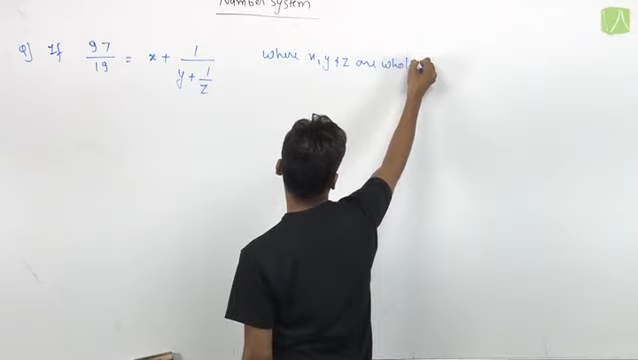 Number System
Q] If 97/19 = x + 1/(y + 1/z) where x, y & z are whol